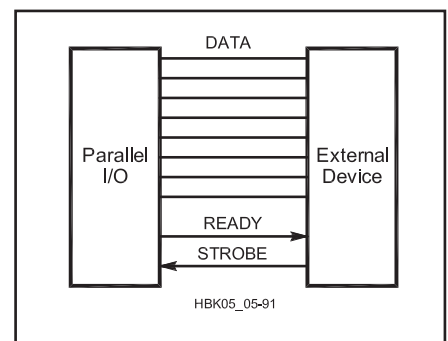 DATA
Parallel
I/O
External
Device
READY
STROBE
HBK05_05-91